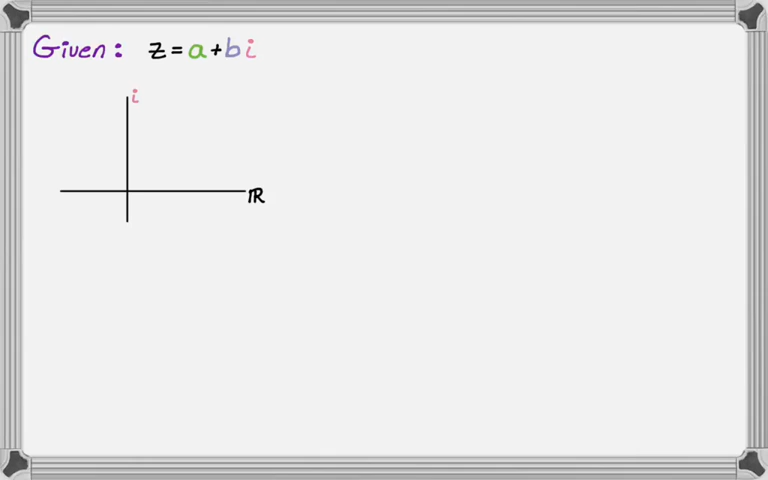 Given: z = a + bi
i
ℝ